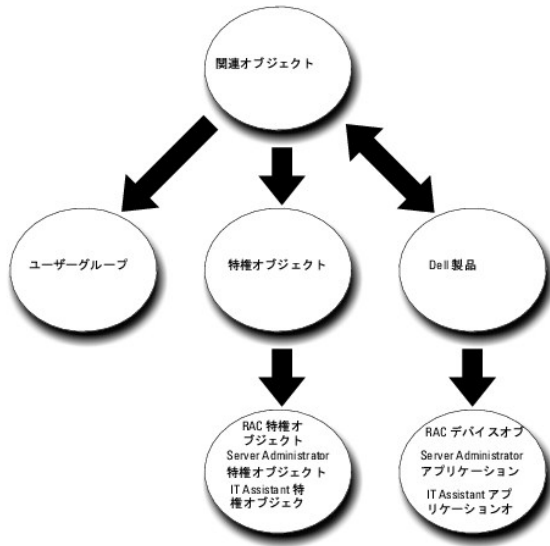 関連オブジェクト
ユーザーグループ
特権オブジェクト
Dell 製品
RAC 特権オ
ブジェクト
Server Administrator
特権オブジェクト
IT Assistant 特
権オブジェク
RAC デバイスオブ
Server Administrator
アプリケーション
IT Assistant アプ
リケーションオ